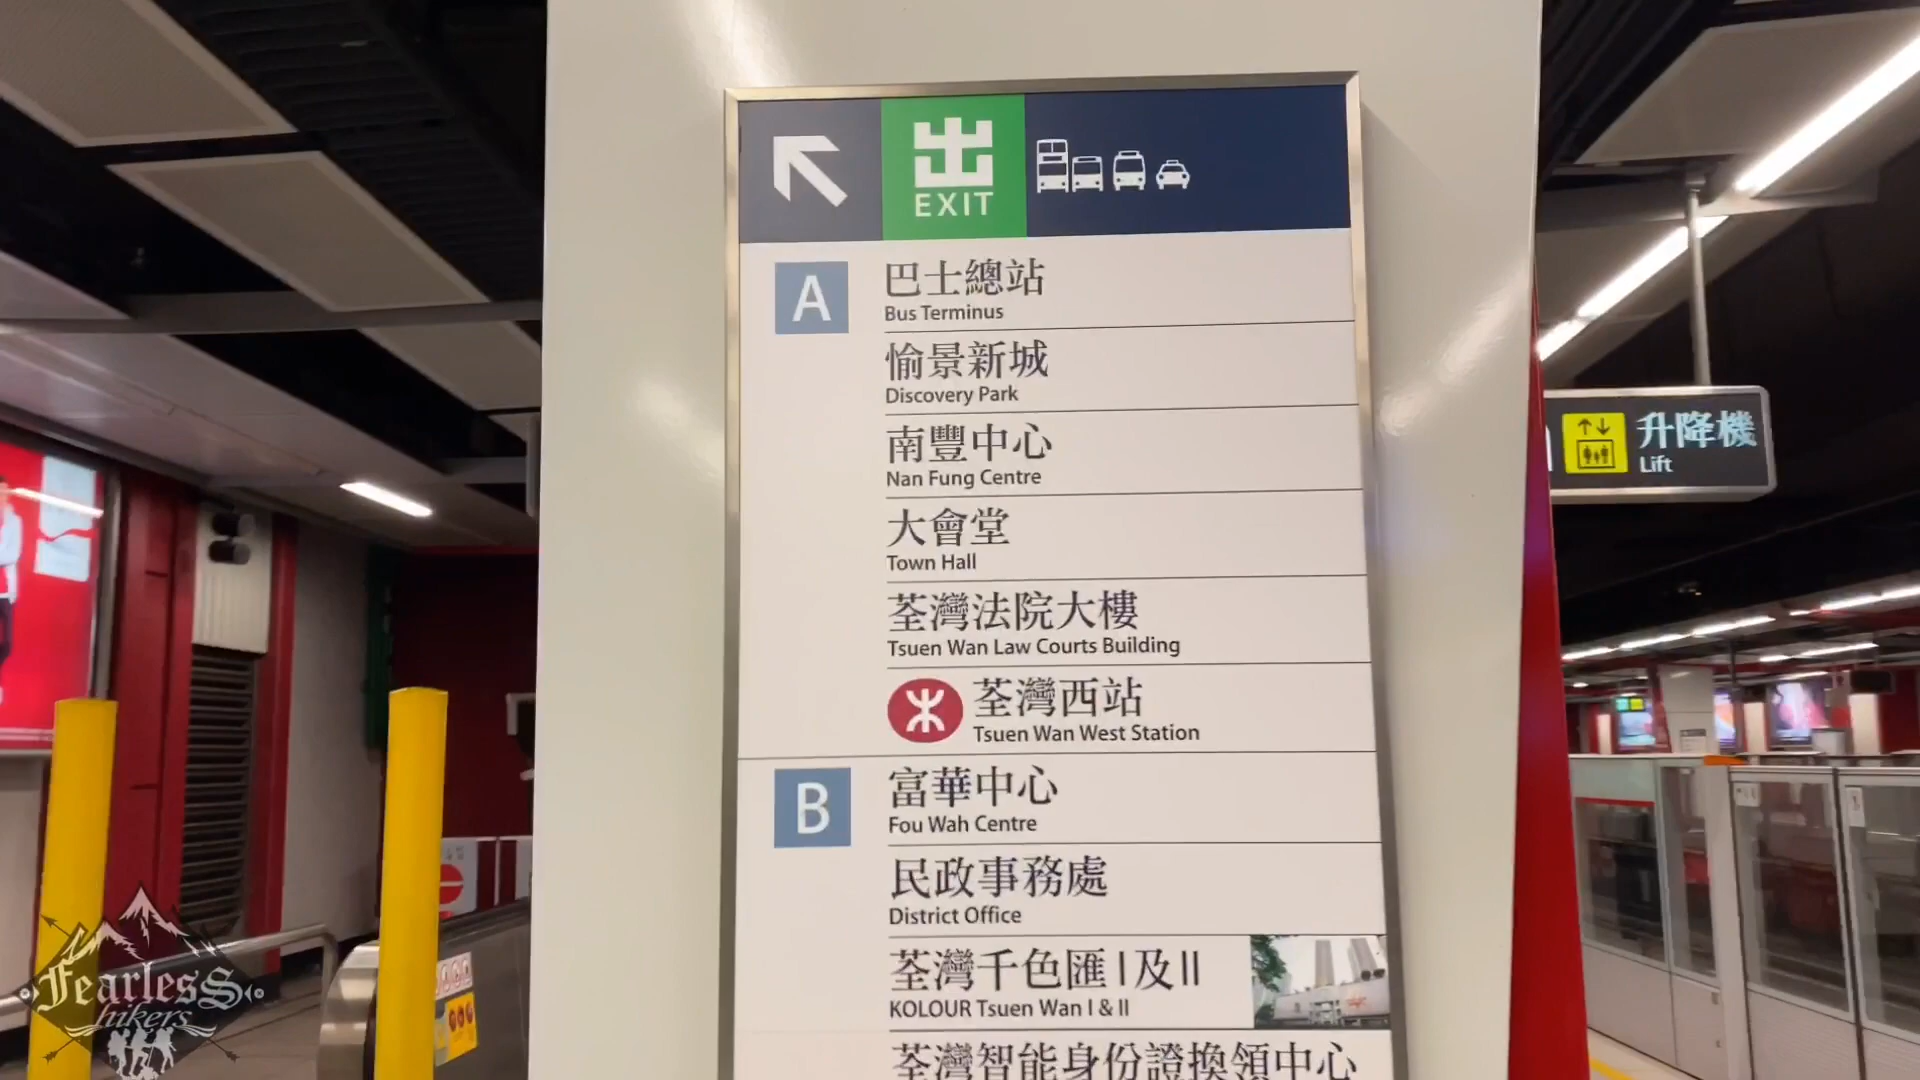 出
EXIT
A
巴士總站
Bus Terminus
愉景新城
Discovery Park
南豐中心
Nan Fung Centre
大會堂
Town Hall
荃灣法院大樓
Tsuen Wan Law Courts Building
荃灣西站
Tsuen Wan West Station
B
富華中心
Fou Wah Centre
民政事務處
District Office
荃灣千色匯I及II
KOLOUR Tsuen Wan I & II
荃灣智能身份證換領中心
升降機
Lift
Fearless
hikers